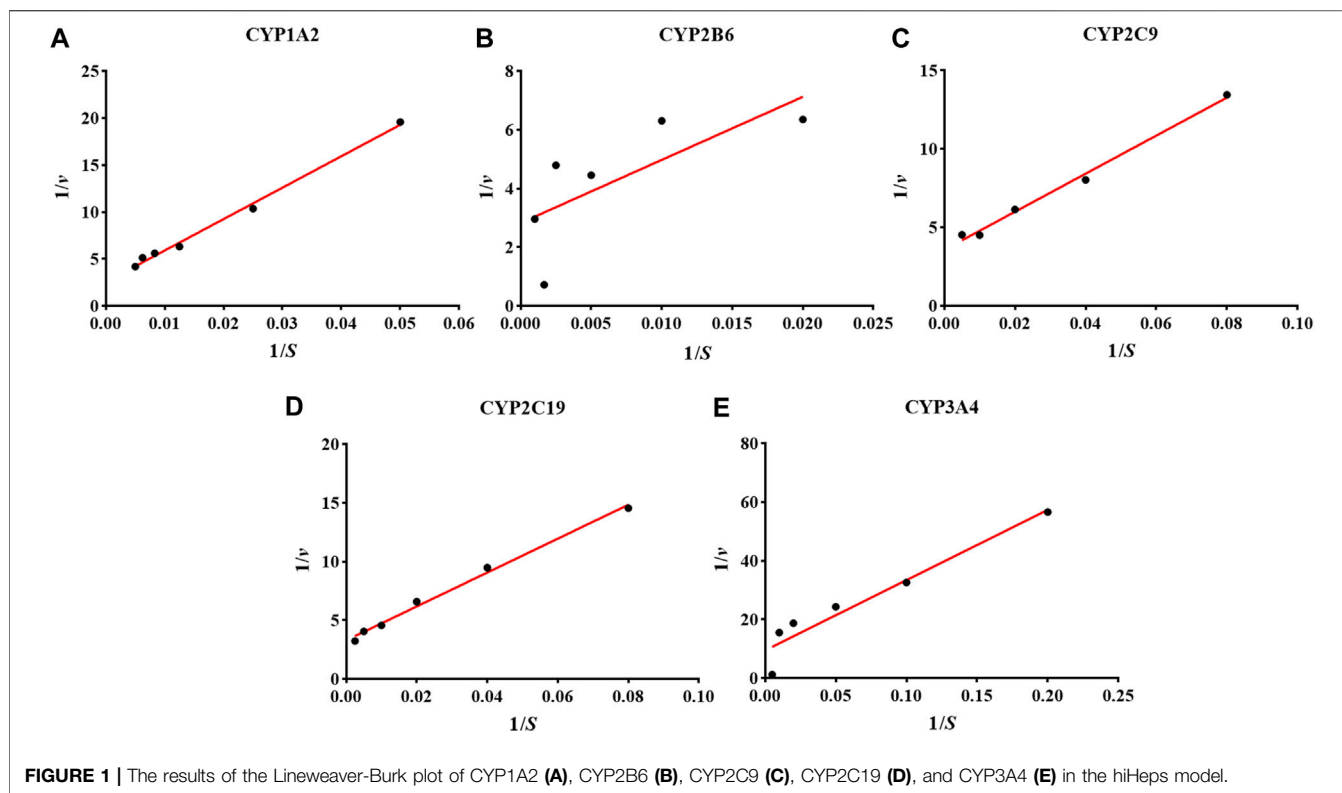 A
CYP1A2
25
20
15
10
5
0
1/v
0.00 0.01 0.02 0.03 0.04 0.05 0.06
1/S
B
CYP2B6
8
6
4
2
0
1/v
0.000 0.005 0.010 0.015 0.020 0.025
1/S
C
CYP2C9
15
10
5
0
1/v
0.00 0.02 0.04 0.06 0.08 0.10
1/S
D
CYP2C19
20
15
10
5
0
1/v
0.00 0.02 0.04 0.06 0.08 0.10
1/S
E
CYP3A4
80
60
40
20
0
1/v
0.00 0.05 0.10 0.15 0.20 0.25
1/S
FIGURE 1 | The results of the Lineweaver-Burk plot of CYP1A2 (A), CYP2B6 (B), CYP2C9 (C), CYP2C19 (D), and CYP3A4 (E) in the hiHeps model.